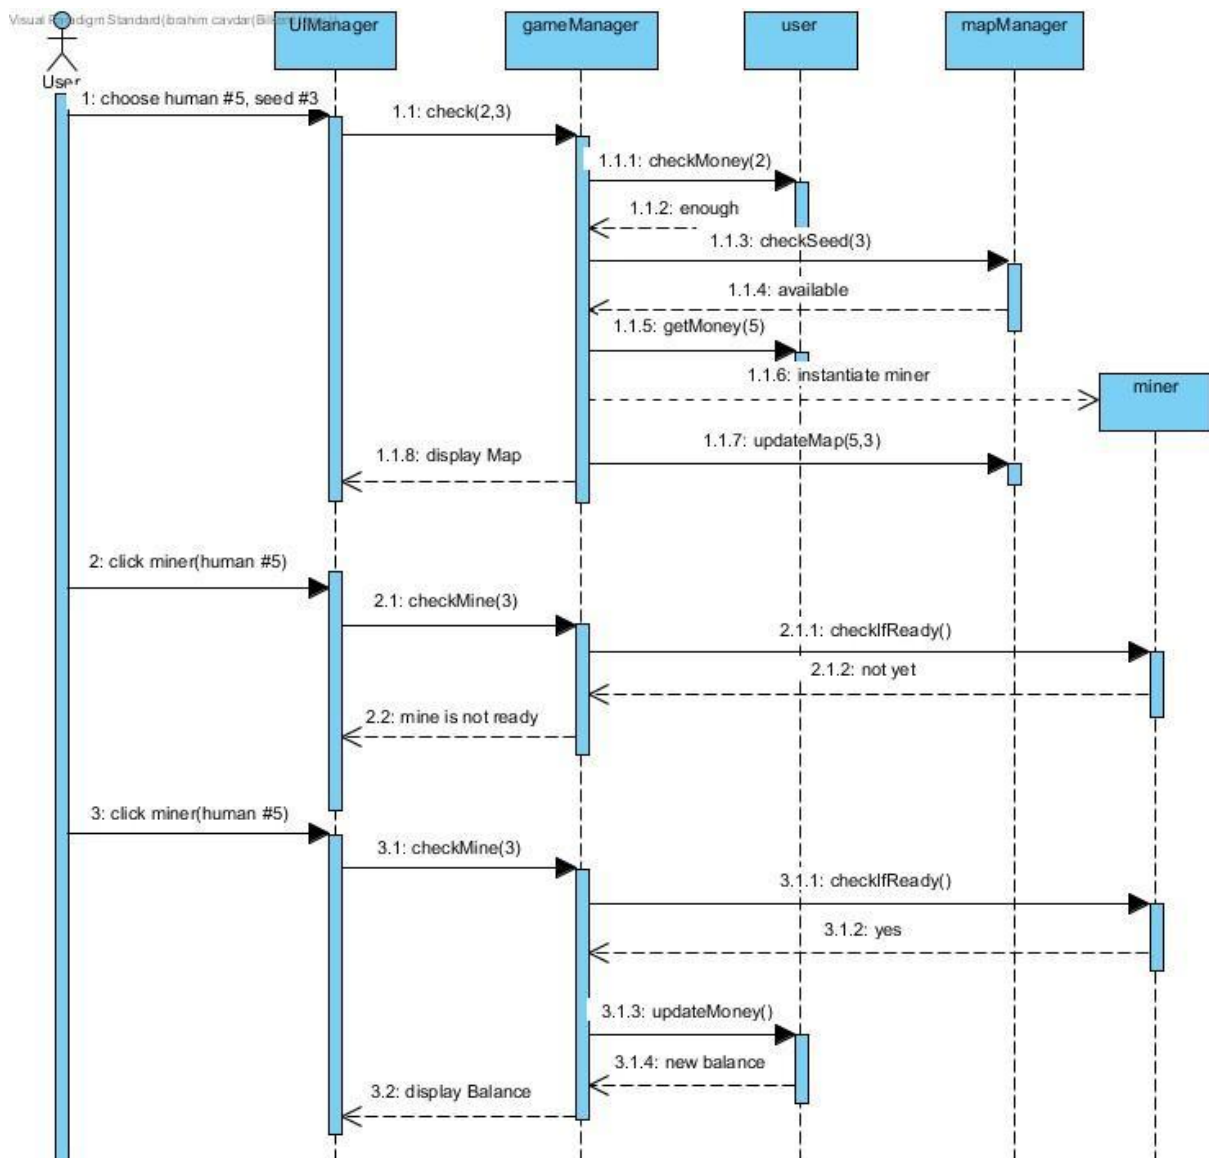 Visual Paradigm Standard(ibrahim cavdar(
UIManager
gameManager
user
mapManager
User
1: choose human #5, seed #3
1.1: check(2,3)
1.1.1: checkMoney(2)
1.1.2: enough
1.1.3: checkSeed(3)
1.1.4: available
1.1.5: getMoney(5)
1.1.6: instantiate miner
miner
1.1.7: updateMap(5,3)
1.1.8: display Map
2: click miner(human #5)
2.1: checkMine(3)
2.1.1: checkIfReady()
2.1.2: not yet
2.2: mine is not ready
3: click miner(human #5)
3.1: checkMine(3)
3.1.1: checkIfReady()
3.1.2: yes
3.1.3: updateMoney()
3.1.4: new balance
3.2: display Balance